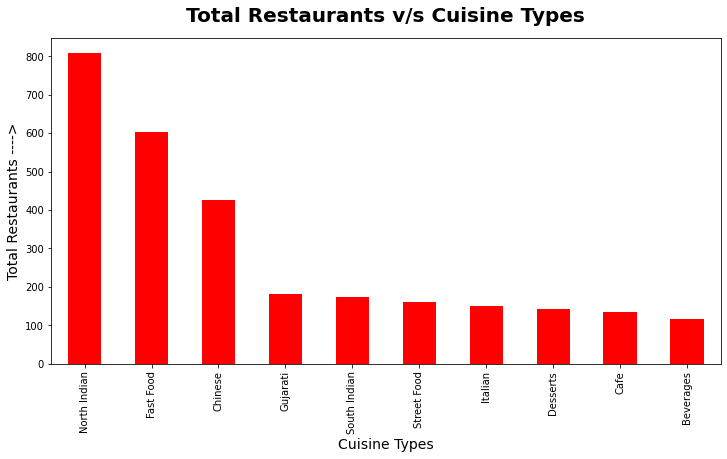 Total Restaurants v/s Cuisine Types
Total Restaurants ---->
800
700
600
500
400
300
200
100
0
North Indian
Fast Food
Chinese
Gujarati
South Indian
Street Food
Italian
Desserts
Cafe
Beverages
Cuisine Types